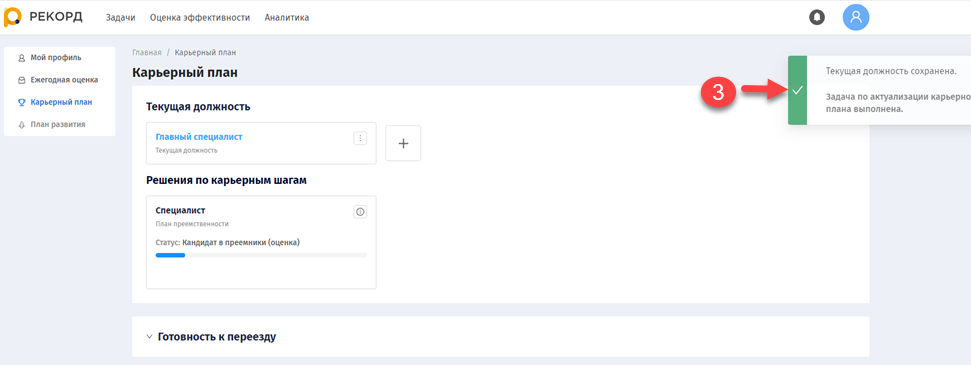 РЕКОРД Задачи Оценка эффективности Аналитика
Мой профиль
Ежегодная оценка
Карьерный план
План развития
Главная / Карьерный план
Карьерный план
Текущая должность
Главный специалист
Текущая должность
Решения по карьерным шагам
Специалист
План преемственности
Статус: Кандидат в преемники (оценка)
Готовность к переезду
3
Текущая должность сохранена.
Задача по актуализации карьерно
плана выполнена.